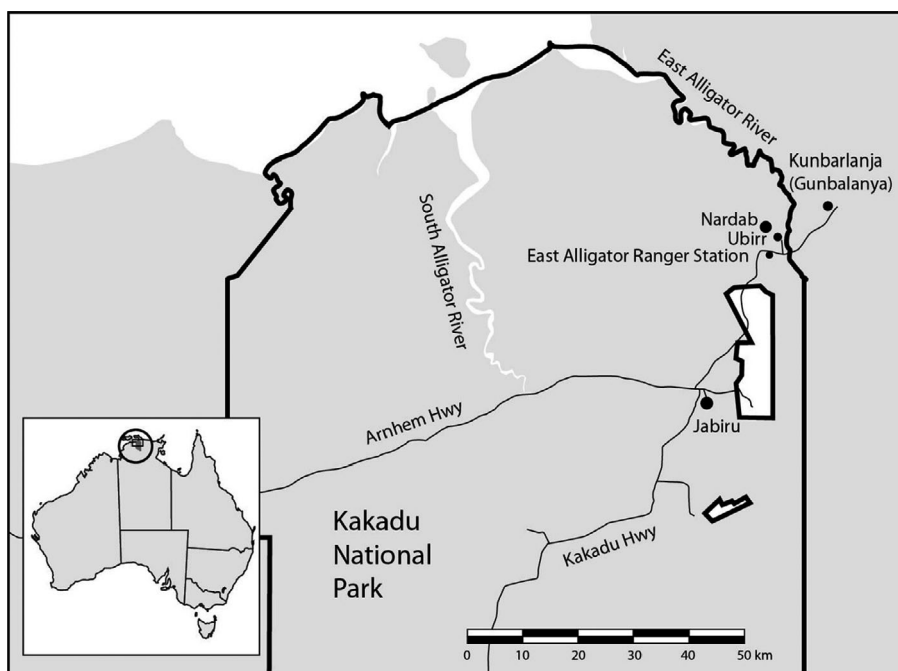 East Alligator River
Kunbarlanja
(Gunbalanya)
Nardab
Ubirr
East Alligator Ranger Station
South Alligator River
Arnhem Hwy
Jabiru
Kakadu
National
Park
Kakadu Hwy
0 10 20 30 40 50 km